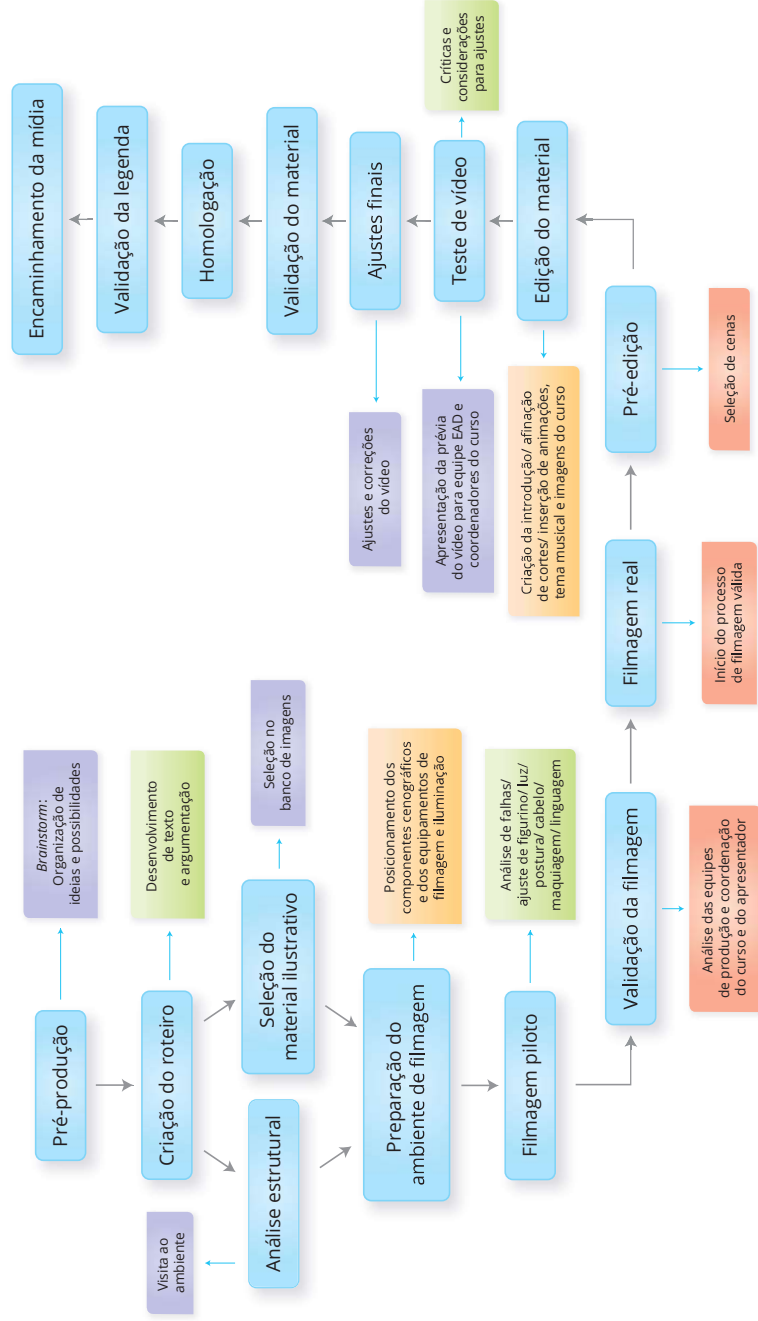 Pré-produção
Brainstorm:
Organização de
ideias e possibilidades
Criação do roteiro
Desenvolvimento
de texto
e argumentação
Visita ao
ambiente
Análise estrutural
Seleção do
material ilustrativo
Seleção no
banco de imagens
Preparação do
ambiente de filmagem
Posicionamento dos
componentes cenográficos
e dos equipamentos de
filmagem e iluminação
Filmagem piloto
Análise de falhas/
ajuste de figurino/ luz/
postura/ cabelo/
maquiagem/ linguagem
Validação da filmagem
Análise das equipes
de produção e coordenação
do curso e do apresentador
Filmagem real
Início do processo
de filmagem válida
Pré-edição
Seleção de cenas
Edição do material
Criação da introdução/ afinação
de cortes/ inserção de animações,
tema musical e imagens do curso
Teste de vídeo
Apresentação da prévia
do vídeo para equipe EAD e
coordenadores do curso
Críticas e
considerações
para ajustes
Ajustes finais
Ajustes e correções
do vídeo
Validação do material
Homologação
Validação da legenda
Encaminhamento da mídia